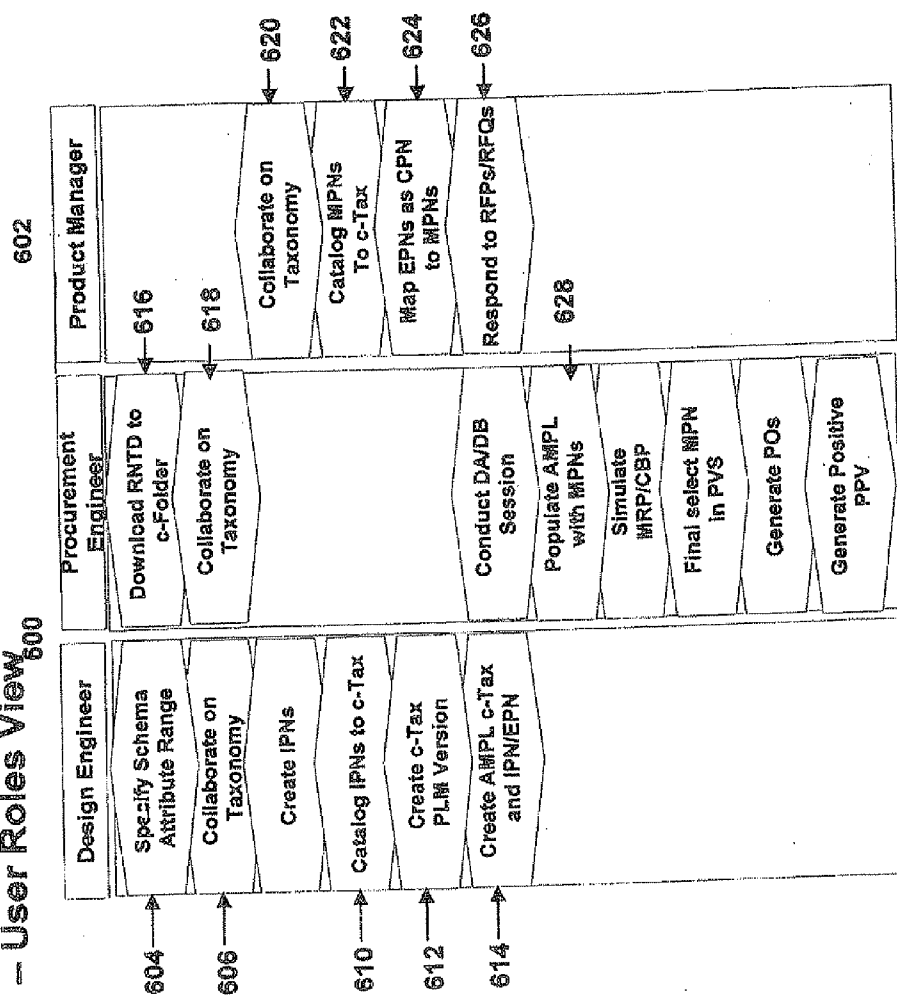 – User Roles View
600
602
Design Engineer
Specify Schema
Attribute Range
Collaborate on
Taxonomy
Create IPNs
Catalog IPNs to c-Tax
Create c-Tax
PLM Version
Create AMPL c-Tax
and IPN/EPN
604
606
610
612
614
Procurement
Engineer
Download RNTD to
c-Folder
Collaborate on
Taxonomy
Conduct DA/DB
Session
Populate AMPL
with MPNs
Simulate
MRP/CBP
Final select MPN
in PVS
Generate POs
Generate Positive
PPV
616
618
628
Product Manager
Collaborate on
Taxonomy
Catalog MPNs
To c-Tax
Map EPNs as CPN
to MPNs
Respond to RFPs/RFQs
620
622
624
626